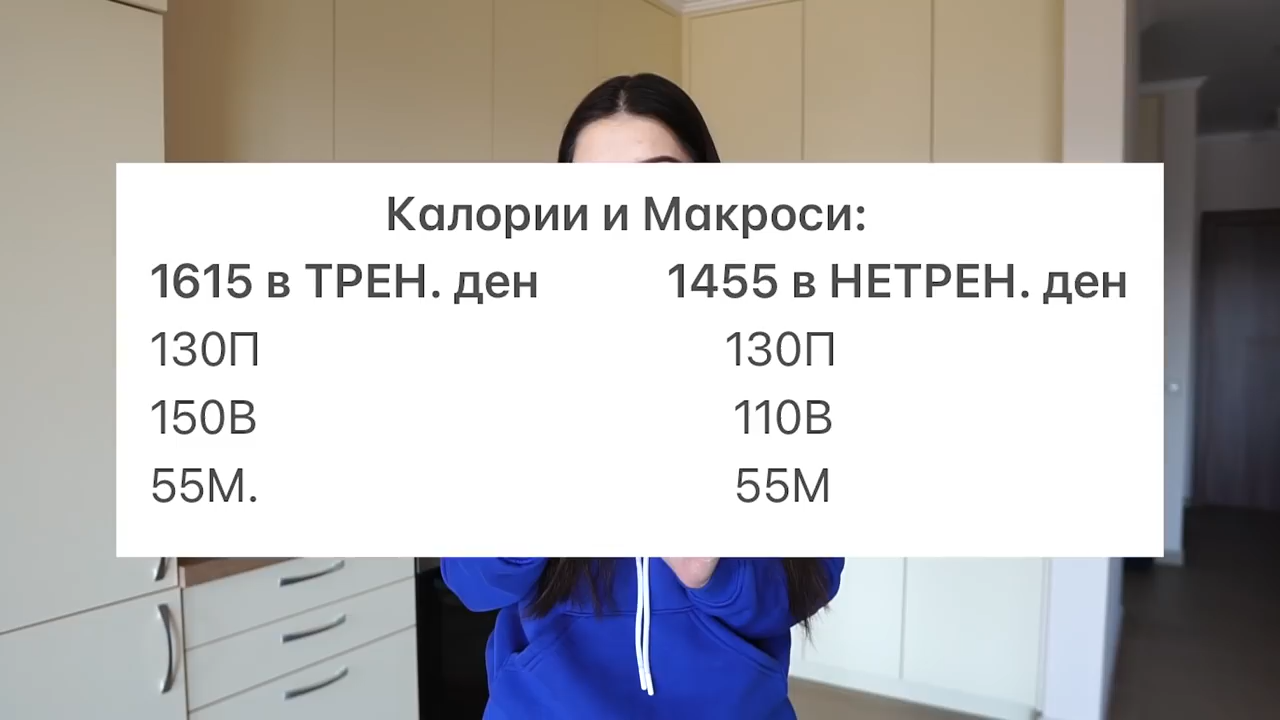 Калории и Макроси:
1615 в ТРЕН. ден 1455 в НЕТРЕН. ден
130П 130П
150В 110В
55М. 55М